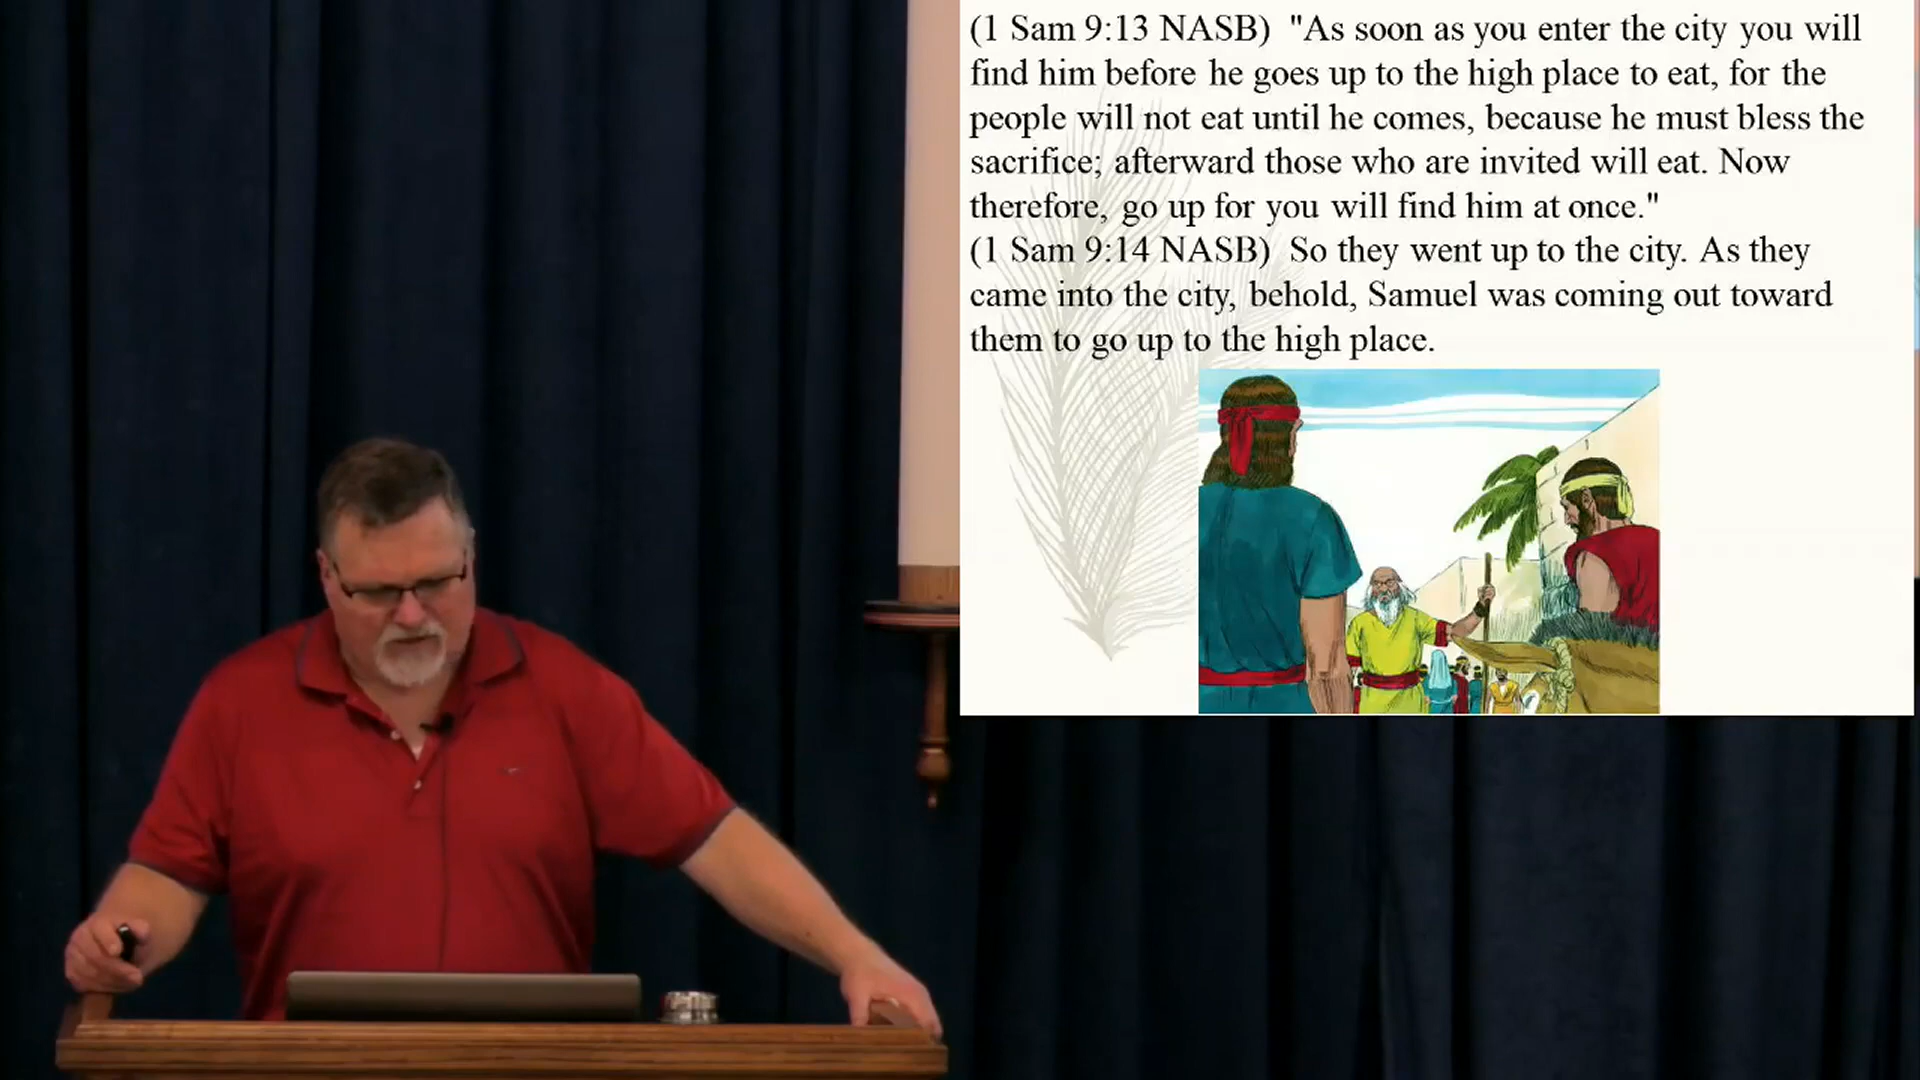 (1 Sam 9:13 NASB) "As soon as you enter the city you will
find him before he goes up to the high place to eat, for the
people will not eat until he comes, because he must bless the
sacrifice; afterward those who are invited will eat. Now
therefore, go up for you will find him at once."
(1 Sam 9:14 NASB) So they went up to the city. As they
came into the city, behold, Samuel was coming out toward
them to go up to the high place.